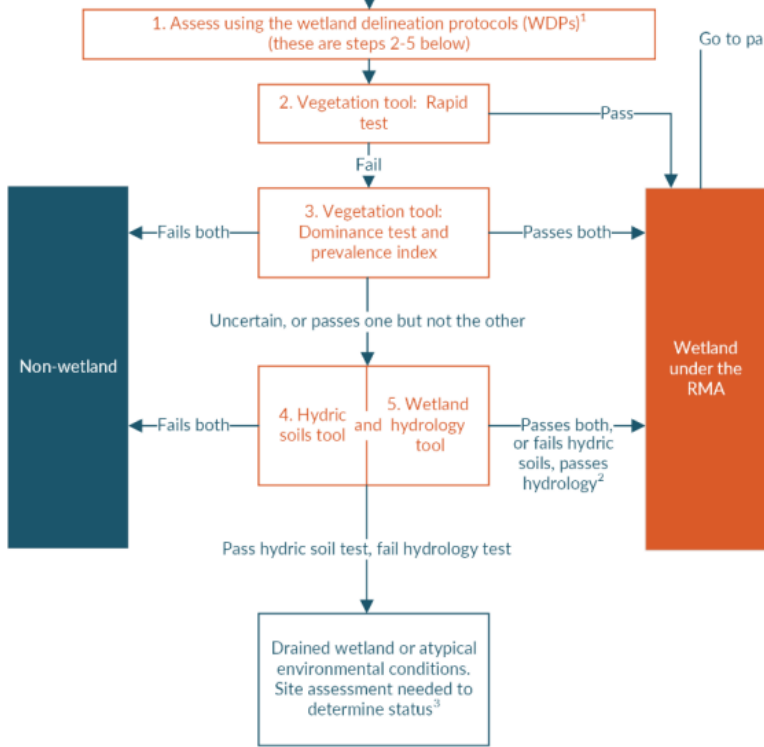 1. Assess using the wetland delineation protocols (WDPs)¹
(these are steps 2-5 below)
Go to pa
2. Vegetation tool: Rapid
test
Pass
Fail
3. Vegetation tool:
Dominance test and
prevalence index
Fails both
Passes both
Uncertain, or passes one but not the other
Non-wetland
Wetland
under the
RMA
4. Hydric
soils tool
and
5. Wetland
hydrology
tool
Fails both
Passes both,
or fails hydric
soils, passes
hydrology²
Pass hydric soil test, fail hydrology test
Drained wetland or atypical
environmental conditions.
Site assessment needed to
determine status³